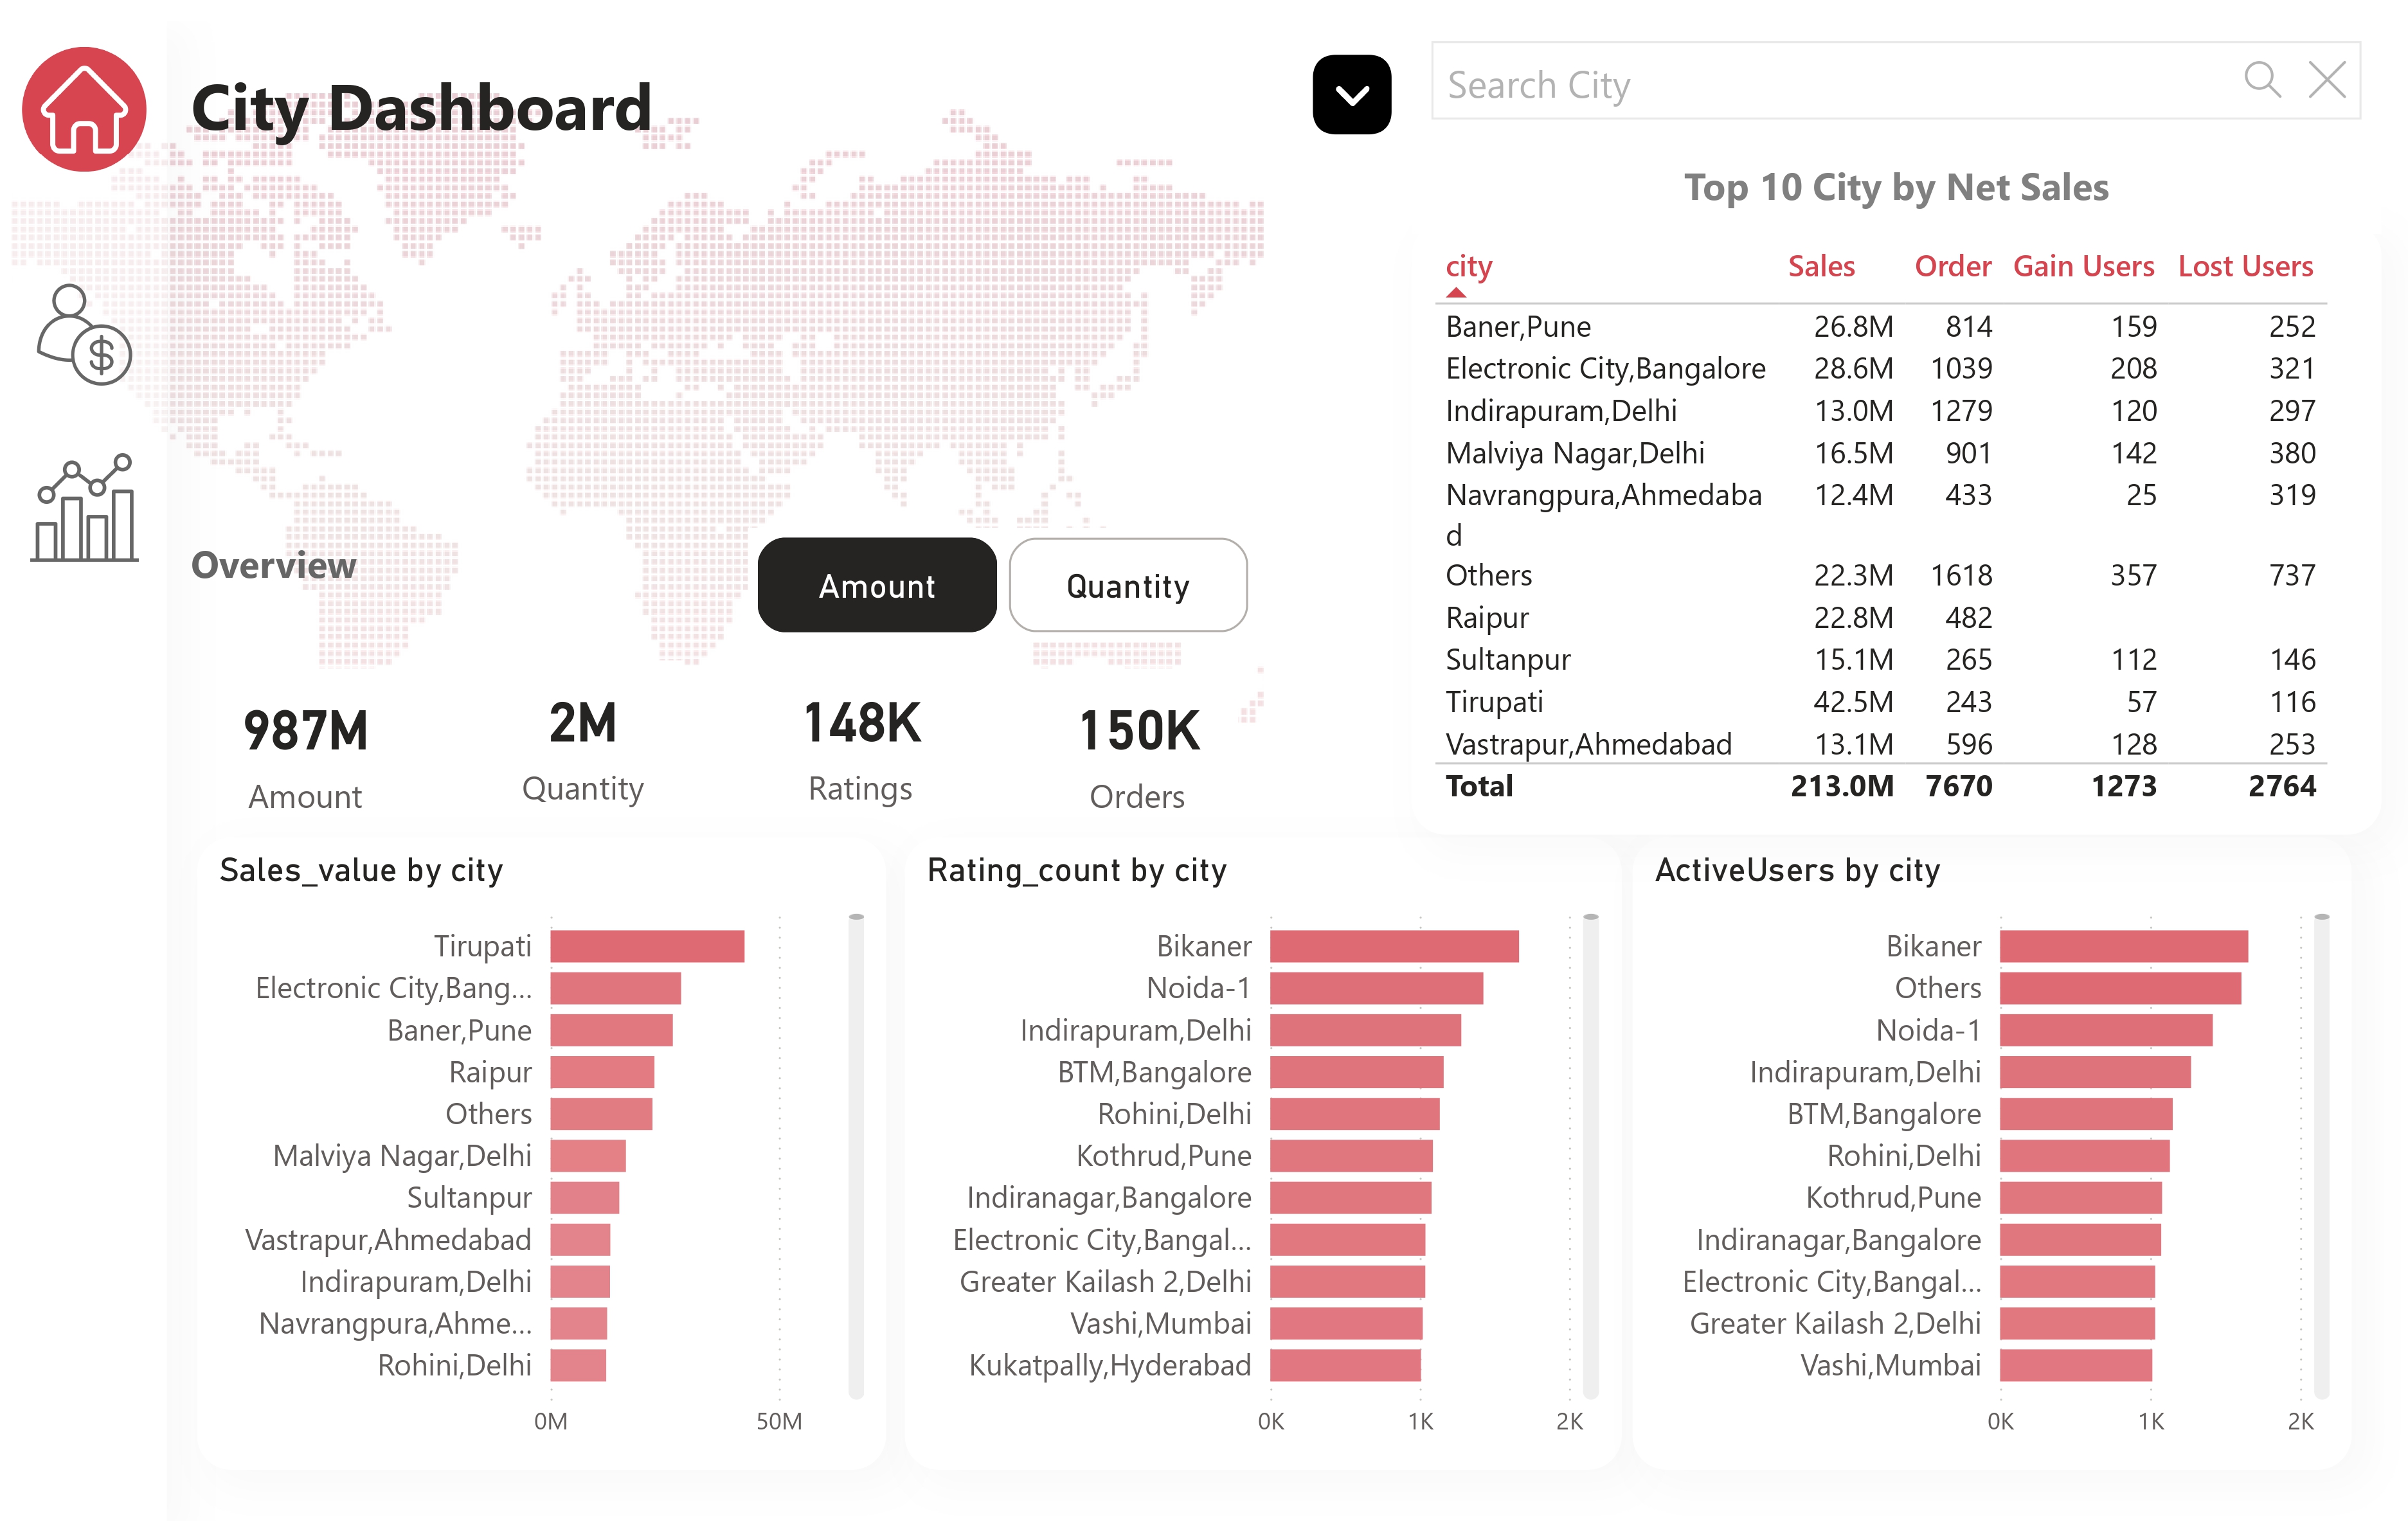 City Dashboard
Search City
Top 10 City by Net Sales
city Sales Order Gain Users Lost Users
Baner,Pune 26.8M 814 159 252
Electronic City,Bangalore 28.6M 1039 208 321
Indirapuram,Delhi 13.0M 1279 120 297
Malviya Nagar,Delhi 16.5M 901 142 380
Navrangpura,Ahmedaba 12.4M 433 25 319
d
Others 22.3M 1618 357 737
Raipur 22.8M 482
Sultanpur 15.1M 265 112 146
Tirupati 42.5M 243 57 116
Vastrapur,Ahmedabad 13.1M 596 128 253
Total 213.0M 7670 1273 2764
$
Overview
Amount Quantity
987M 2M 148K 150K
Amount Quantity Ratings Orders
Sales_value by city
Tirupati
Electronic City,Bang...
Baner,Pune
Raipur
Others
Malviya Nagar,Delhi
Sultanpur
Vastrapur,Ahmedabad
Indirapuram,Delhi
Navrangpura,Ahme...
Rohini,Delhi
0M 50M
Rating_count by city
Bikaner
Noida-1
Indirapuram,Delhi
BTM,Bangalore
Rohini,Delhi
Kothrud,Pune
Indiranagar,Bangalore
Electronic City,Bangal...
Greater Kailash 2,Delhi
Vashi,Mumbai
Kukatpally,Hyderabad
0K 1K 2K
ActiveUsers by city
Bikaner
Others
Noida-1
Indirapuram,Delhi
BTM,Bangalore
Rohini,Delhi
Kothrud,Pune
Indiranagar,Bangalore
Electronic City,Bangal...
Greater Kailash 2,Delhi
Vashi,Mumbai
0K 1K 2K